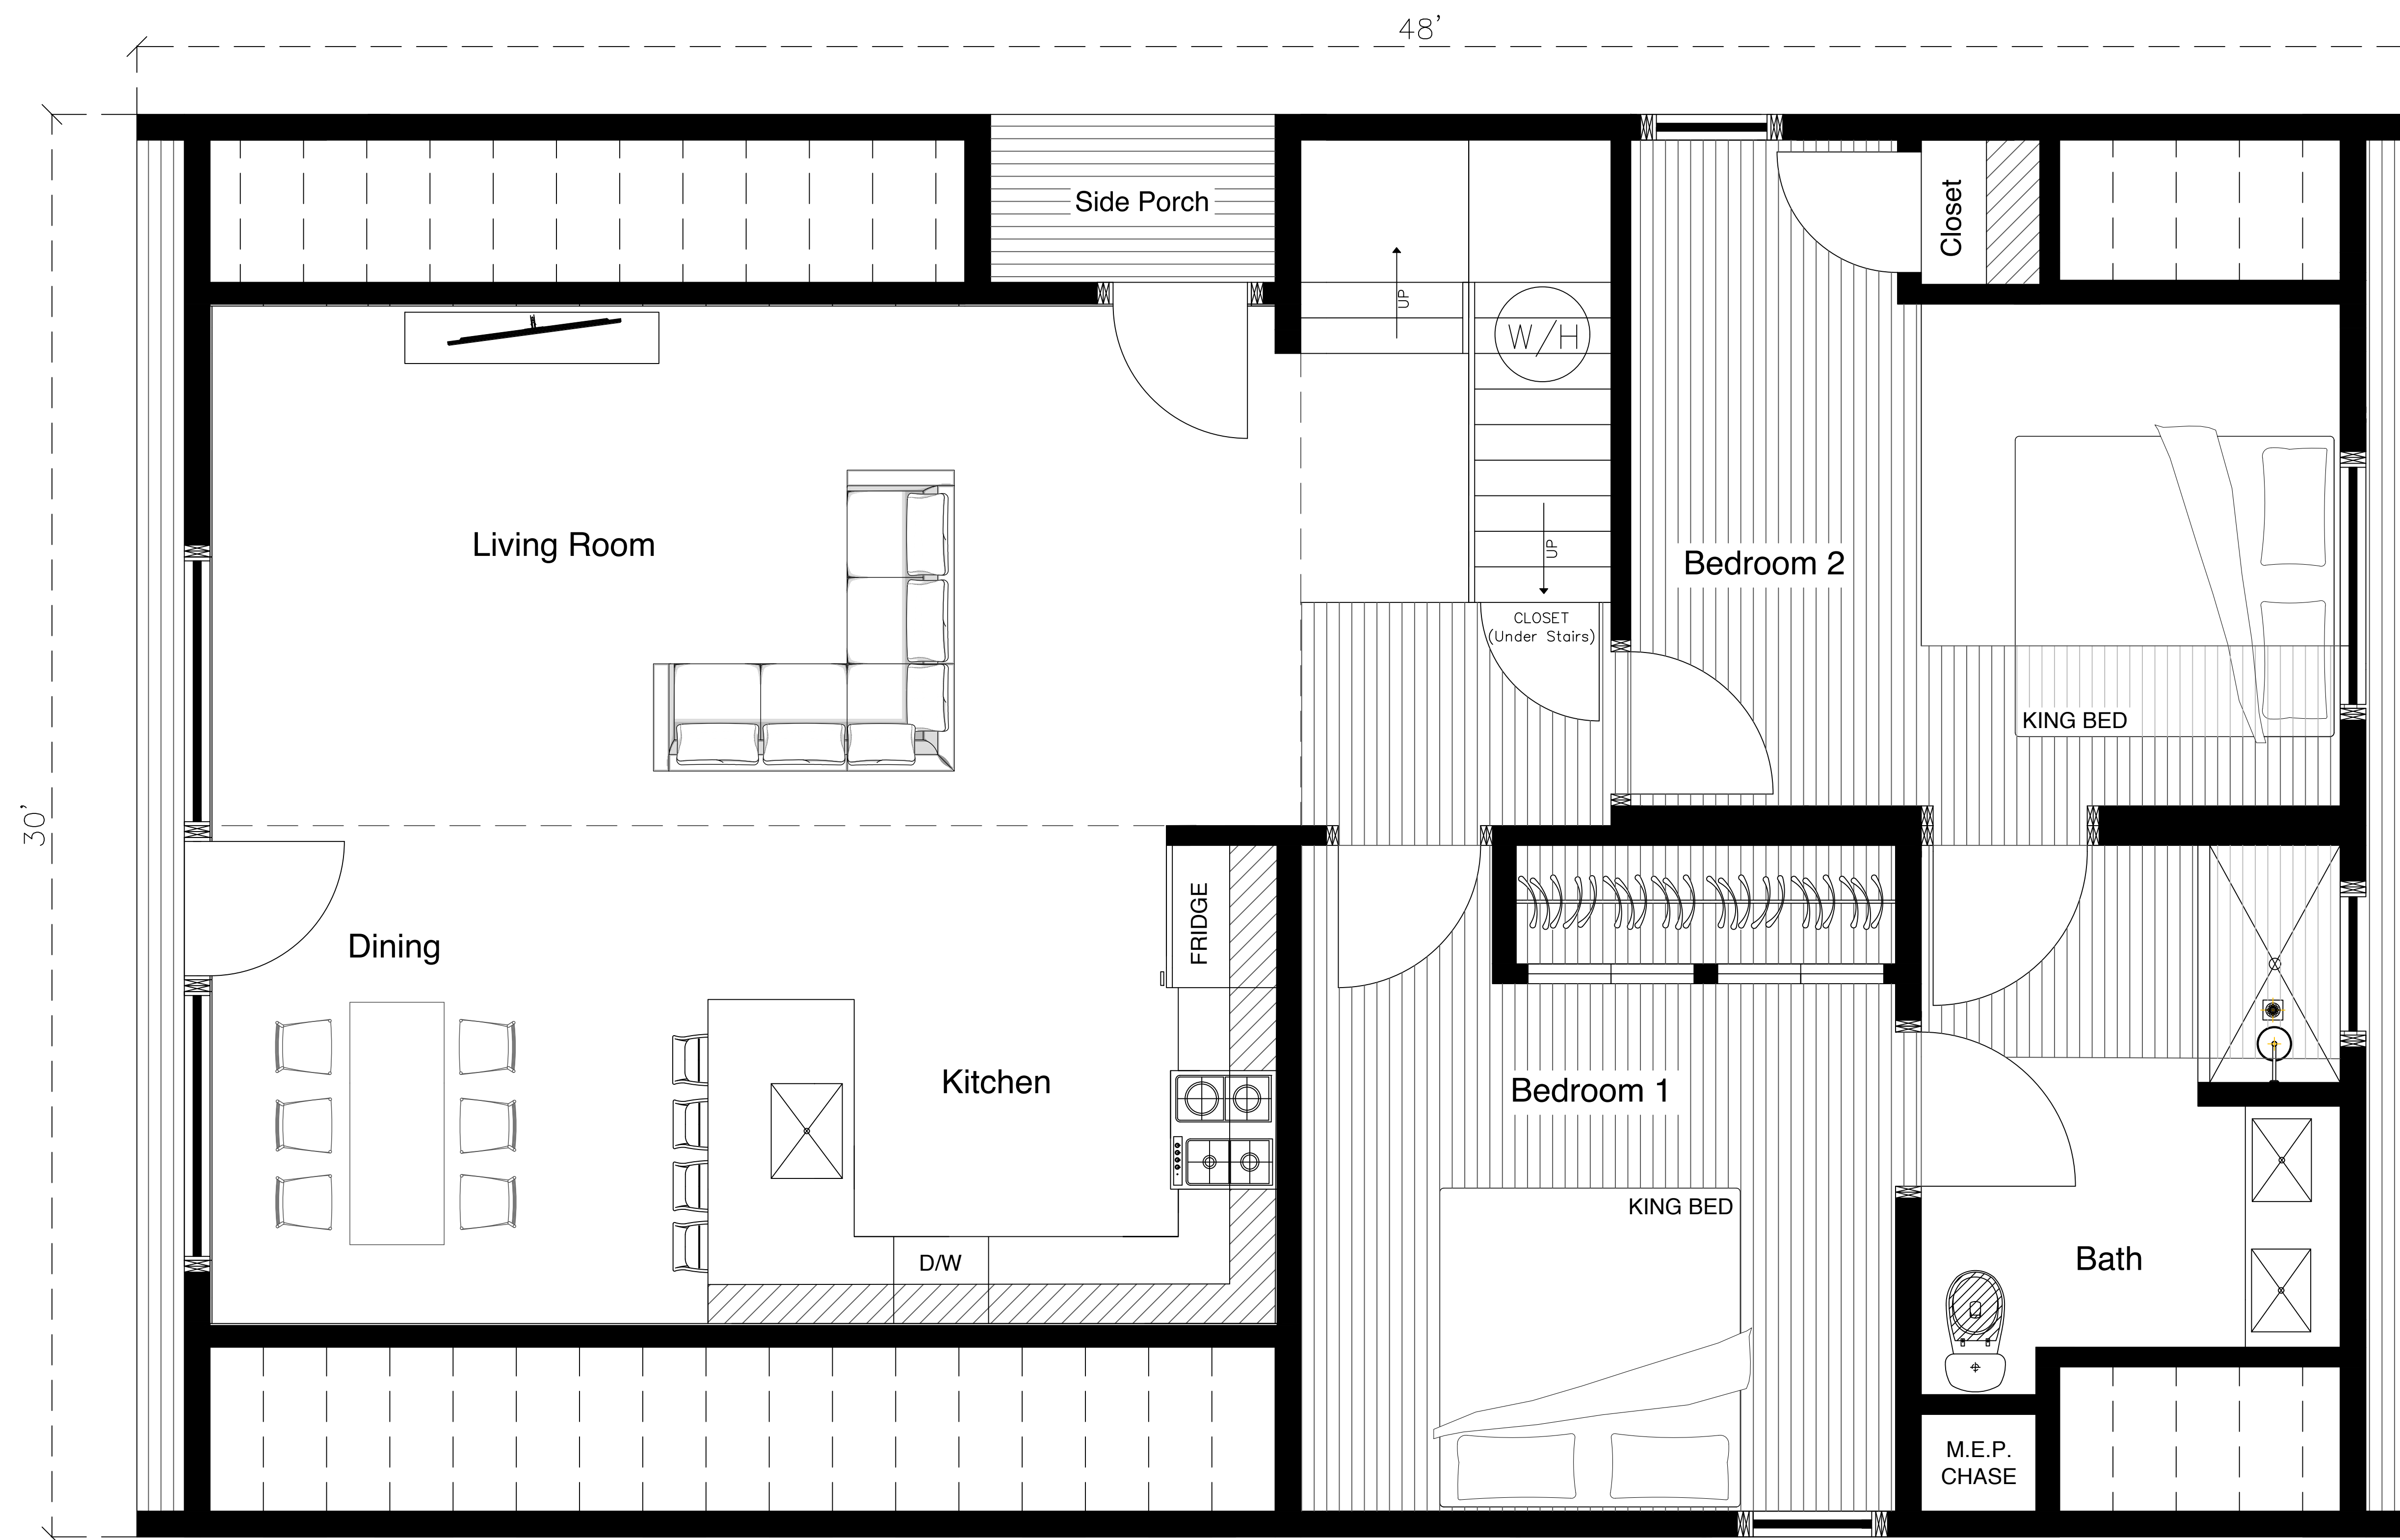 48'
Side Porch
Closet
UP
W/H
Living Room
UP
Bedroom 2
CLOSET
(Under Stairs)
KING BED
30'
FRIDGE
Dining
Kitchen
Bedroom 1
KING BED
D/W
Bath
M.E.P.
CHASE